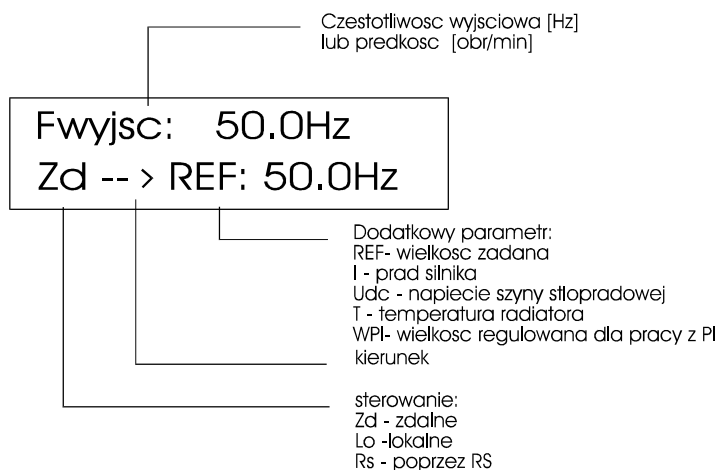 Czestotliwosc wyjsciowa [Hz]
lub predkosc [obr/min]
Fwyjsc: 50.0Hz
Zd -- > REF: 50.0Hz
Dodatkowy parametr:
REF- wielkosc zadana
I - prad silnika
Udc - napiecie szyny stlopradowej
T - temperatura radiatora
WPI- wielkosc regulowana dla pracy z PI
kierunek
sterowanie:
Zd - zdalne
Lo -lokalne
Rs - poprzez RS